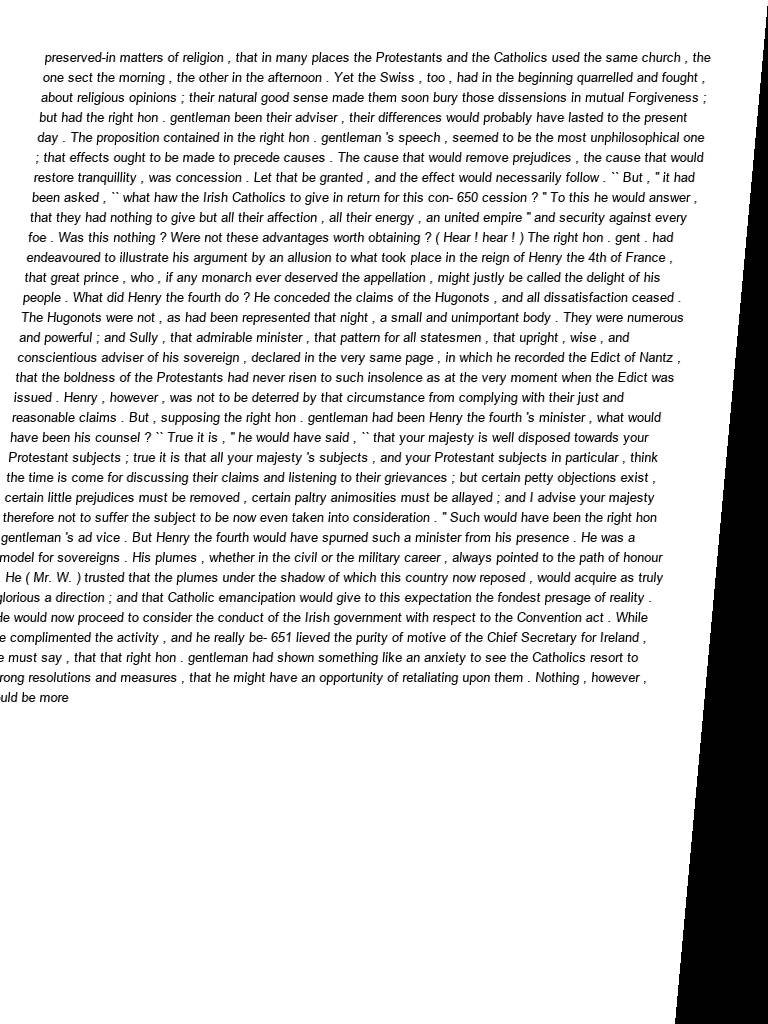 preserved-in matters of religion , that in many places the Protestants and the Catholics used the same church , the
one sect the morning , the other in the afternoon . Yet the Swiss , too , had in the beginning quarrelled and fought ,
about religious opinions ; their natural good sense made them soon bury those dissensions in mutual Forgiveness ;
but had the right hon . gentleman been their adviser , their differences would probably have lasted to the present
day . The proposition contained in the right hon . gentleman 's speech , seemed to be the most unphilosophical one
; that effects ought to be made to precede causes . The cause that would remove prejudices , the cause that would
restore tranquillity , was concession . Let that be granted , and the effect would necessarily follow . `` But , " it had
been asked , `` what haw the Irish Catholics to give in return for this con- 650 cession ? " To this he would answer ,
that they had nothing to give but all their affection , all their energy , an united empire " and security against every
foe . Was this nothing ? Were not these advantages worth obtaining ? ( Hear ! hear ! ) The right hon . gent . had
endeavoured to illustrate his argument by an allusion to what took place in the reign of Henry the 4th of France ,
that great prince , who , if any monarch ever deserved the appellation , might justly be called the delight of his
people . What did Henry the fourth do ? He conceded the claims of the Hugonots , and all dissatisfaction ceased .
The Hugonots were not , as had been represented that night , a small and unimportant body . They were numerous
and powerful ; and Sully , that admirable minister , that pattern for all statesmen , that upright , wise , and
conscientious adviser of his sovereign , declared in the very same page , in which he recorded the Edict of Nantz ,
that the boldness of the Protestants had never risen to such insolence as at the very moment when the Edict was
issued . Henry , however , was not to be deterred by that circumstance from complying with their just and
reasonable claims . But , supposing the right hon . gentleman had been Henry the fourth 's minister , what would
have been his counsel ? `` True it is , " he would have said , `` that your majesty is well disposed towards your
Protestant subjects ; true it is that all your majesty 's subjects , and your Protestant subjects in particular , think
the time is come for discussing their claims and listening to their grievances ; but certain petty objections exist ,
certain little prejudices must be removed , certain paltry animosities must be allayed ; and I advise your majesty
therefore not to suffer the subject to be now even taken into consideration . " Such would have been the right hon
gentleman 's ad vice . But Henry the fourth would have spurned such a minister from his presence . He was a
model for sovereigns . His plumes , whether in the civil or the military career , always pointed to the path of honour
. He ( Mr. W. ) trusted that the plumes under the shadow of which this country now reposed , would acquire as truly
glorious a direction ; and that Catholic emancipation would give to this expectation the fondest presage of reality .
He would now proceed to consider the conduct of the Irish government with respect to the Convention act . While
complimented the activity , and he really be- 651 lieved the purity of motive of the Chief Secretary for Ireland ,
must say , that that right hon . gentleman had shown something like an anxiety to see the Catholics resort to
resolutions and measures , that he might have an opportunity of retaliating upon them . Nothing , however ,
be more